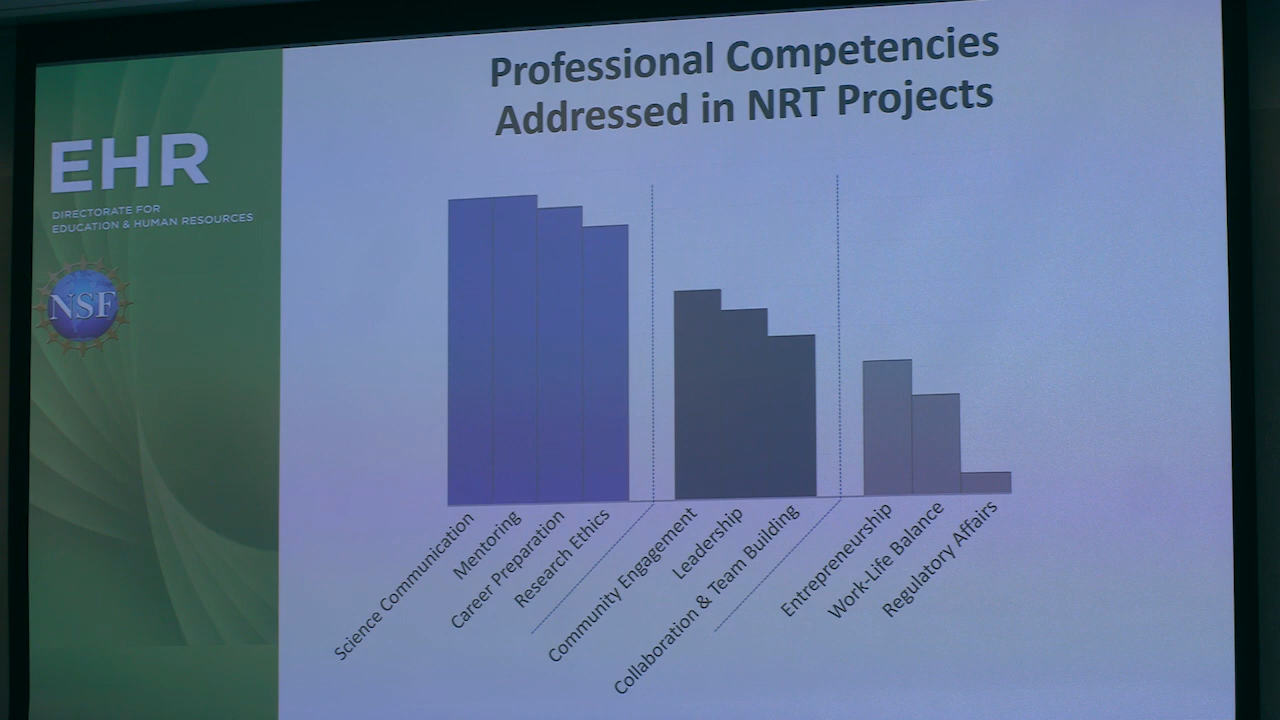 Professional Competencies
Addressed in NRT Projects
EHR
DIRECTORATE FOR
EDUCATION & HUMAN RESOURCES
NSF
Science Communication
Mentoring
Career Preparation
Research Ethics
Community Engagement
Leadership
Collaboration & Team Building
Entrepreneurship
Work-Life Balance
Regulatory Affairs